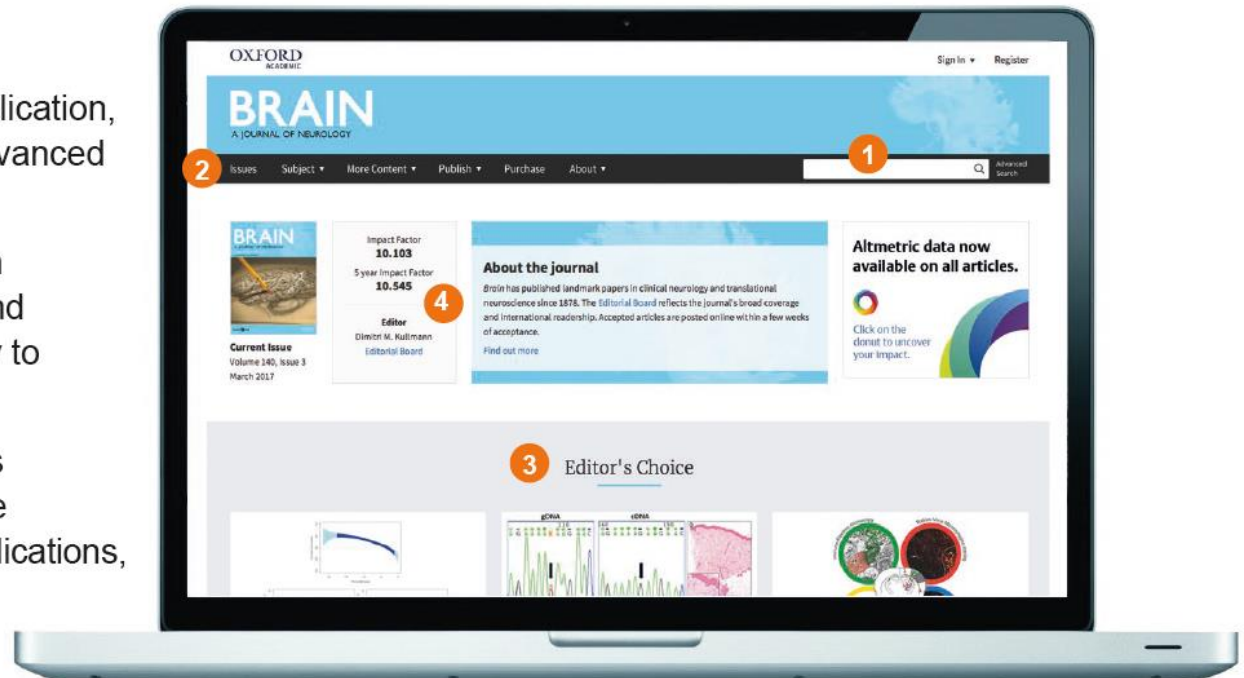 lication,
vanced
nd
y to
s
e
lications,
OXFORD
ACADEMIC
Sign In ▾ Register
BRAIN
A JOURNAL OF NEUROLOGY
1
2
Issues Subject ▾ More Content ▾ Publish ▾ Purchase About ▾
Advanced
Search
BRAIN
Current Issue
Volume 140, Issue 3
March 2017
Impact Factor
10.103
5 year Impact Factor
10.545
4
Editor
Dimitri M. Kullmann
Editorial Board
About the journal
Brain has published landmark papers in clinical neurology and translational
neuroscience since 1878. The Editorial Board reflects the journal's broad coverage
and international readership. Accepted articles are posted online within a few weeks
of acceptance.
Find out more
Altmetric data now
available on all articles.
Click on the
donut to uncover
your impact.
3
Editor's Choice
gDNA
cDNA